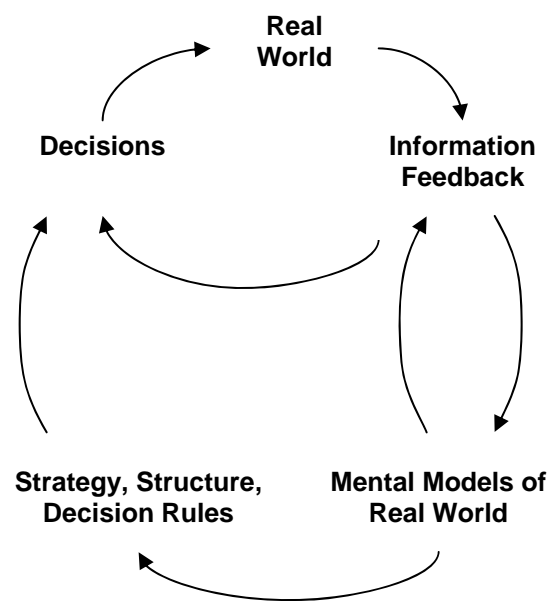 Real
World
Decisions
Information
Feedback
Strategy, Structure,
Decision Rules
Mental Models of
Real World